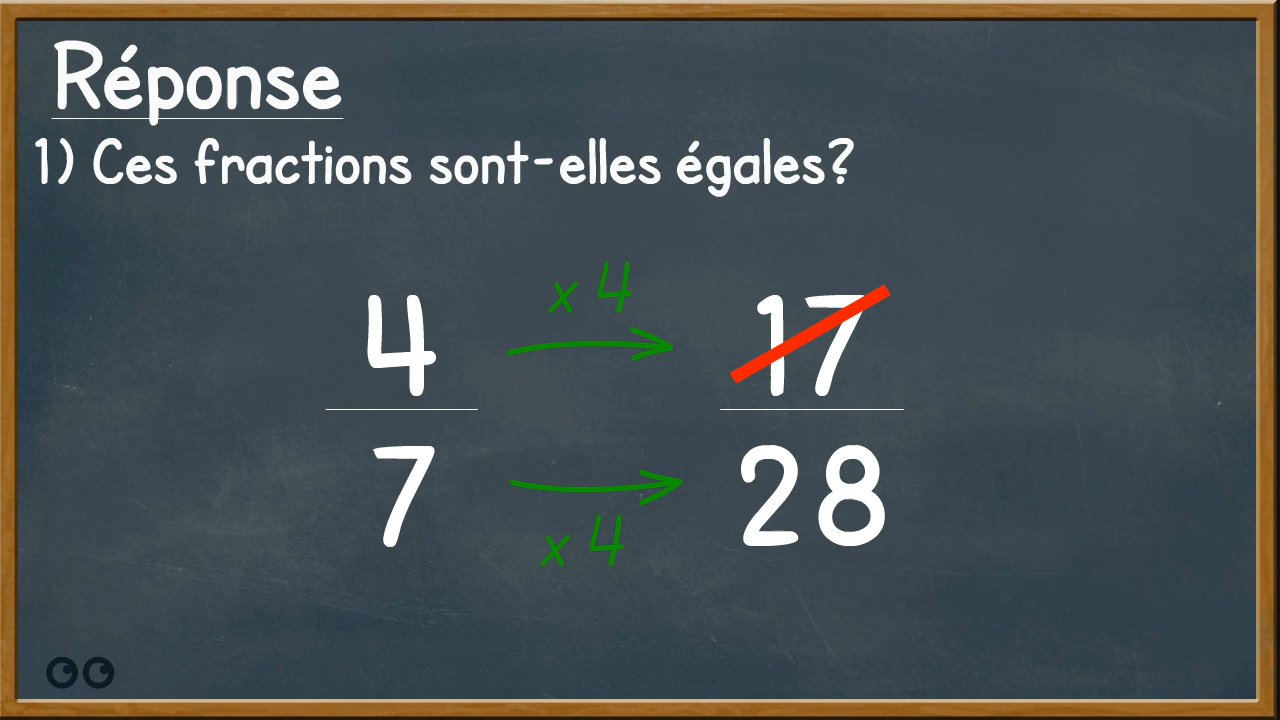 Réponse
1) Ces fractions sont-elles égales?
x 4
4 17
7 28
x 4